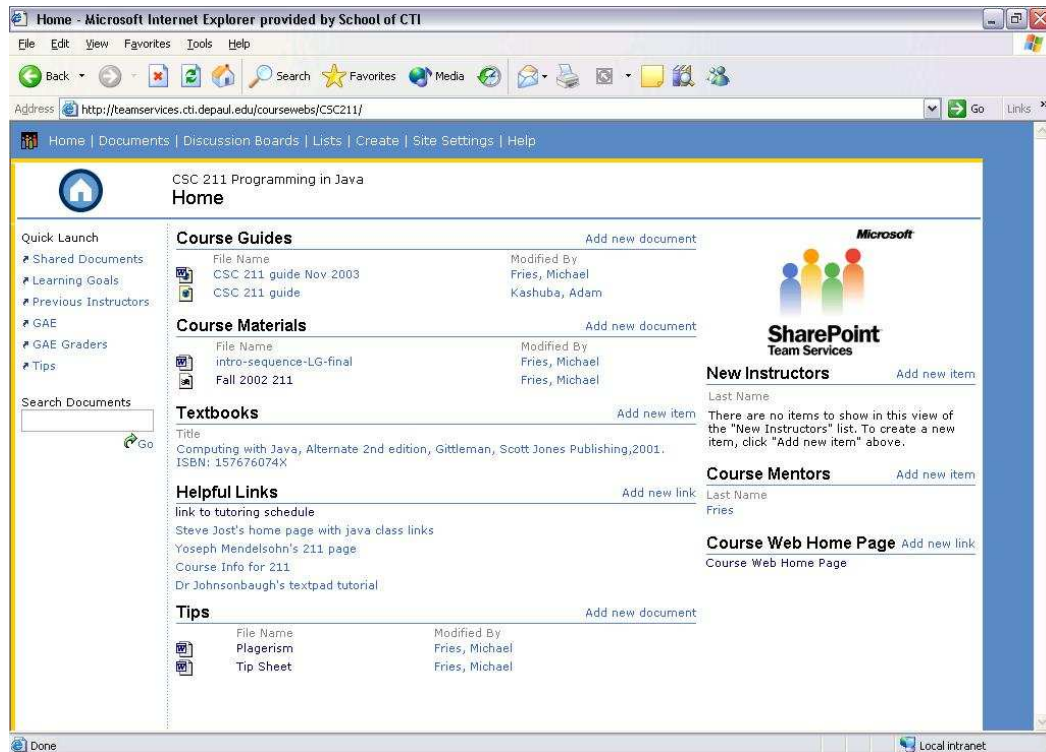 Home - Microsoft Internet Explorer provided by School of CTI
File Edit View Favorites Tools Help
Back Search Favorites Media
Address http://teamservices.cti.depaul.edu/coursewebs/CSC211/ Go Links »
Home | Documents | Discussion Boards | Lists | Create | Site Settings | Help
CSC 211 Programming in Java
Home
Quick Launch
Shared Documents
Learning Goals
Previous Instructors
GAE
GAE Graders
Tips
Search Documents
Go
Course Guides Add new document
File Name Modified By
CSC 211 guide Nov 2003 Fries, Michael
CSC 211 guide Kashuba, Adam
Course Materials Add new document
File Name Modified By
intro-sequence-LG-final Fries, Michael
Fall 2002 211 Fries, Michael
Textbooks Add new item
Title
Computing with Java, Alternate 2nd edition, Gittleman, Scott Jones Publishing,2001.
ISBN: 157676074X
Helpful Links Add new link
link to tutoring schedule
Steve Jost's home page with java class links
Yoseph Mendelsohn's 211 page
Course Info for 211
Dr Johnsonbaugh's textpad tutorial
Tips Add new document
File Name Modified By
Plagerism Fries, Michael
Tip Sheet Fries, Michael
Microsoft
SharePoint
Team Services
New Instructors Add new item
Last Name
There are no items to show in this view of
the "New Instructors" list. To create a new
item, click "Add new item" above.
Course Mentors Add new item
Last Name
Fries
Course Web Home Page Add new link
Course Web Home Page
Done Local intranet